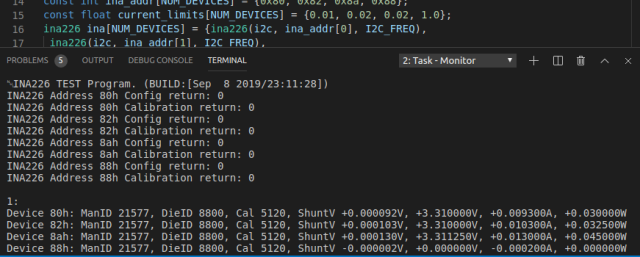 14 const int ina_addr[NUM_DEVICES] = {0x80, 0x82, 0x8a, 0x88};
15 const float current_limits[NUM_DEVICES] = {0.01, 0.02, 0.02, 1.0};
16 ina226 ina[NUM_DEVICES] = {ina226(i2c, ina_addr[0], I2C_FREQ),
17 ina226(i2c, ina_addr[1], I2C_FREQ),
PROBLEMS 5 OUTPUT DEBUG CONSOLE TERMINAL 2: Task - Monitor
INA226 TEST Program. (BUILD:[Sep  8 2019/23:11:28])
INA226 Address 80h Config return: 0
INA226 Address 80h Calibration return: 0
INA226 Address 82h Config return: 0
INA226 Address 82h Calibration return: 0
INA226 Address 8ah Config return: 0
INA226 Address 8ah Calibration return: 0
INA226 Address 88h Config return: 0
INA226 Address 88h Calibration return: 0
1:
Device 80h: ManID 21577, DieID 8800, Cal 5120, ShuntV +0.000092V, +3.310000V, +0.009300A, +0.030000W
Device 82h: ManID 21577, DieID 8800, Cal 5120, ShuntV +0.000103V, +3.310000V, +0.010300A, +0.032500W
Device 8ah: ManID 21577, DieID 8800, Cal 5120, ShuntV +0.000130V, +3.311250V, +0.013000A, +0.045000W
Device 88h: ManID 21577, DieID 8800, Cal 5120, ShuntV -0.000002V, +0.000000V, -0.000200A, +0.000000W